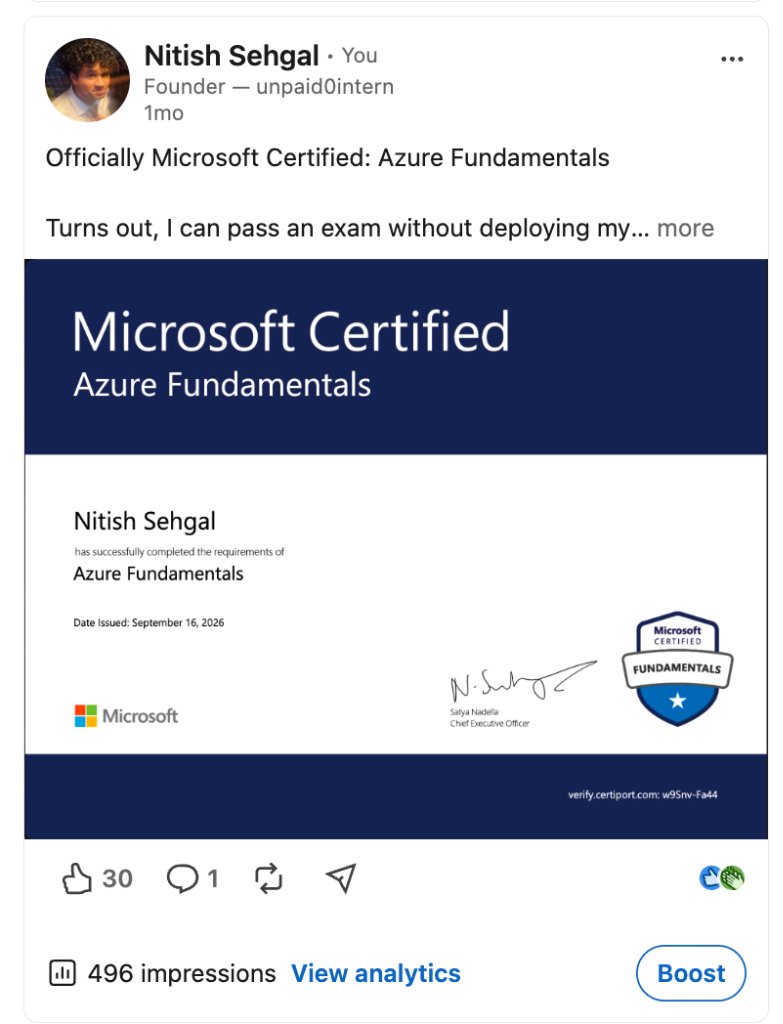 Nitish Sehgal • You
Founder — unpaid0intern
1mo
Officially Microsoft Certified: Azure Fundamentals
Turns out, I can pass an exam without deploying my... more
Microsoft Certified
Azure Fundamentals
Nitish Sehgal
has successfully completed the requirements of
Azure Fundamentals
Date Issued: September 16, 2026
Microsoft
CERTIFIED
FUNDAMENTALS
Satya Nadella
Chief Executive Officer
Microsoft
verify.certiport.com: w9Snv-Fa44
30
1
496 impressions View analytics
Boost